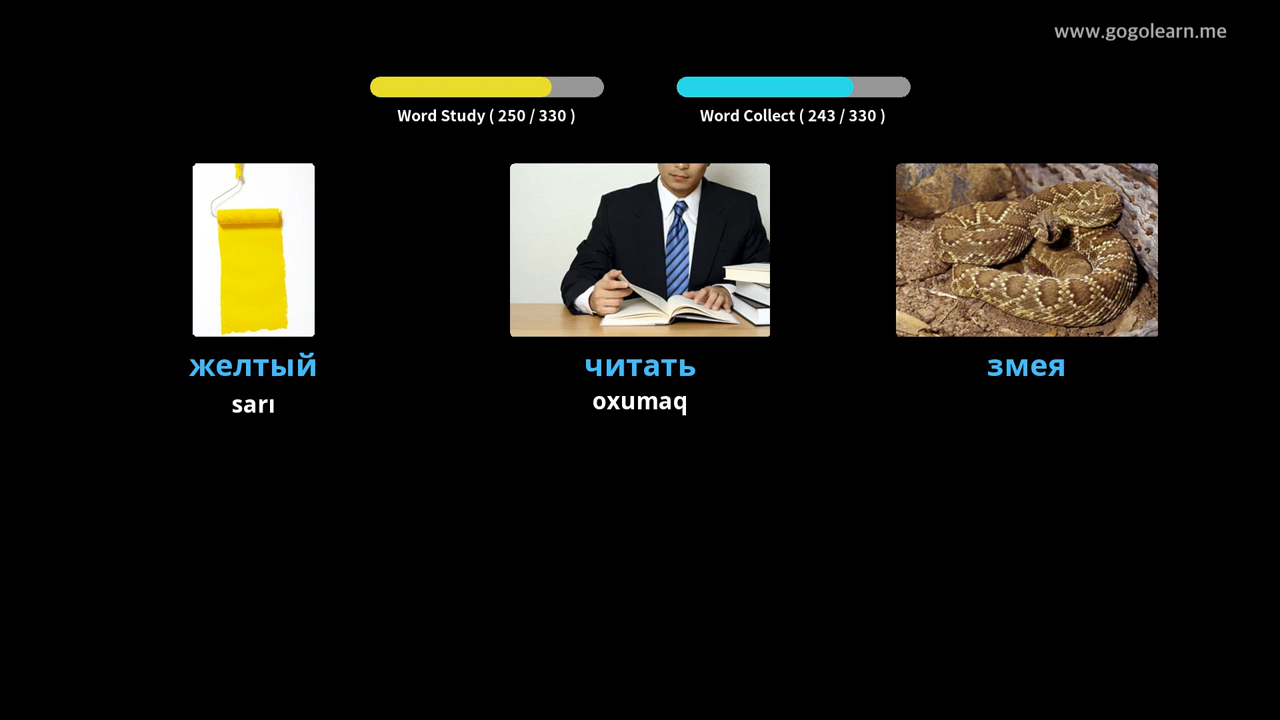 www.gogolearn.me
Word Study ( 250 / 330 )
Word Collect ( 243 / 330 )
желтый
читать
змея
sarı
oxumaq